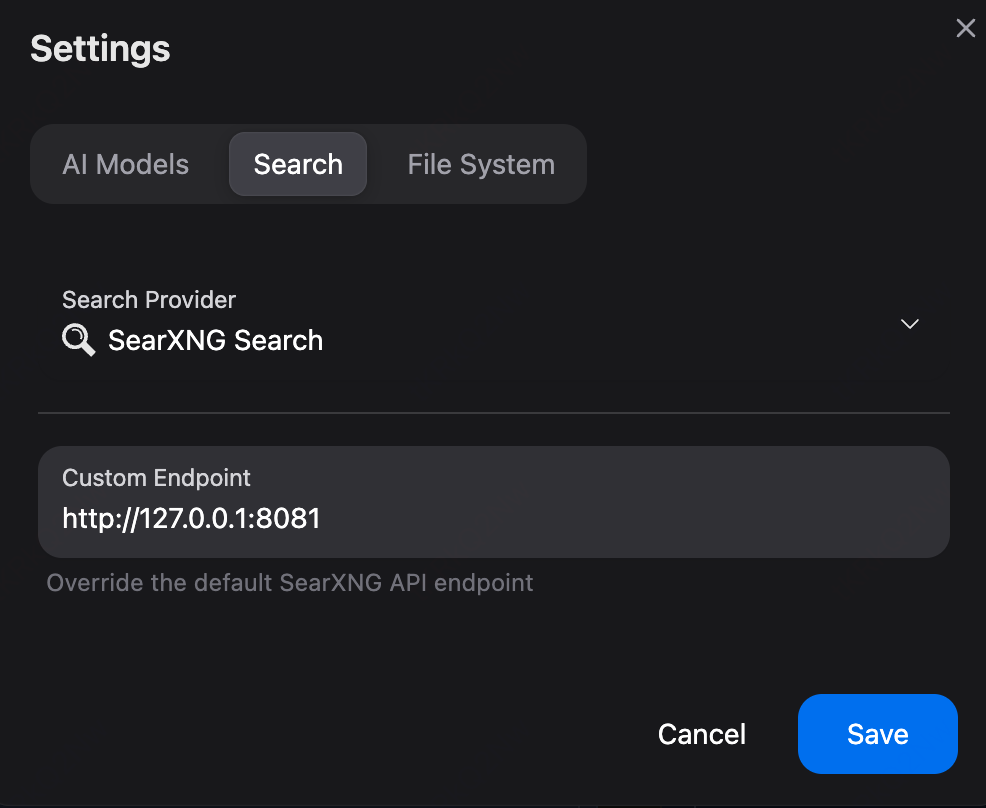 Settings
AI Models
Search
File System
Search Provider
SearXNG Search
Custom Endpoint
http://127.0.0.1:8081
Override the default SearXNG API endpoint
Cancel
Save